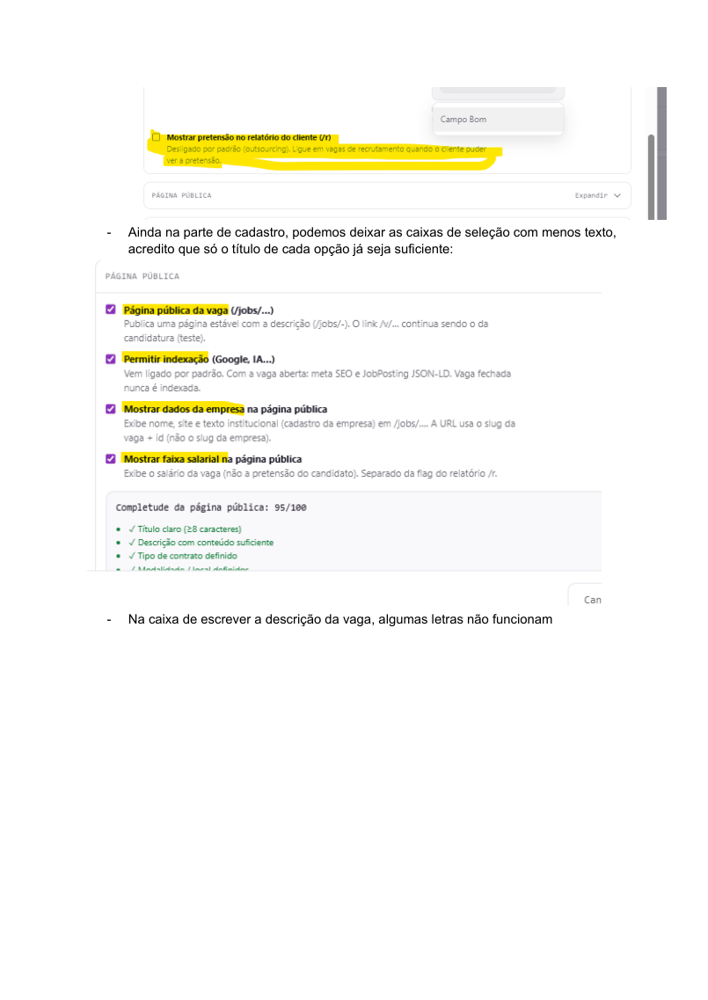 Campo Bom
Mostrar pretensão no relatório do cliente (/r)
Desligado por padrão (outsourcing). Ligue em vagas de recrutamento quando o cliente puder
ver a pretensão.
PÁGINA PÚBLICA
Expandir
- Ainda na parte de cadastro, podemos deixar as caixas de seleção com menos texto,
acredito que só o título de cada opção já seja suficiente:
PÁGINA PÚBLICA
Página pública da vaga (/jobs/...)
Publica uma página estável com a descrição (/jobs/-). O link /v/... continua sendo o da
candidatura (teste).
Permitir indexação (Google, IA...)
Vem ligado por padrão. Com a vaga aberta: meta SEO e JobPosting JSON-LD. Vaga fechada
nunca é indexada.
Mostrar dados da empresa na página pública
Exibe nome, site e texto institucional (cadastro da empresa) em /jobs/.... A URL usa o slug da
vaga + id (não o slug da empresa).
Mostrar faixa salarial na página pública
Exibe o salário da vaga (não a pretensão do candidato). Separado da flag do relatório /r.
Completude da página pública: 95/100
• ✓ Título claro (≥8 caracteres)
• ✓ Descrição com conteúdo suficiente
• ✓ Tipo de contrato definido
• ✓ Modalidade / local definidos
Can
- Na caixa de escrever a descrição da vaga, algumas letras não funcionam